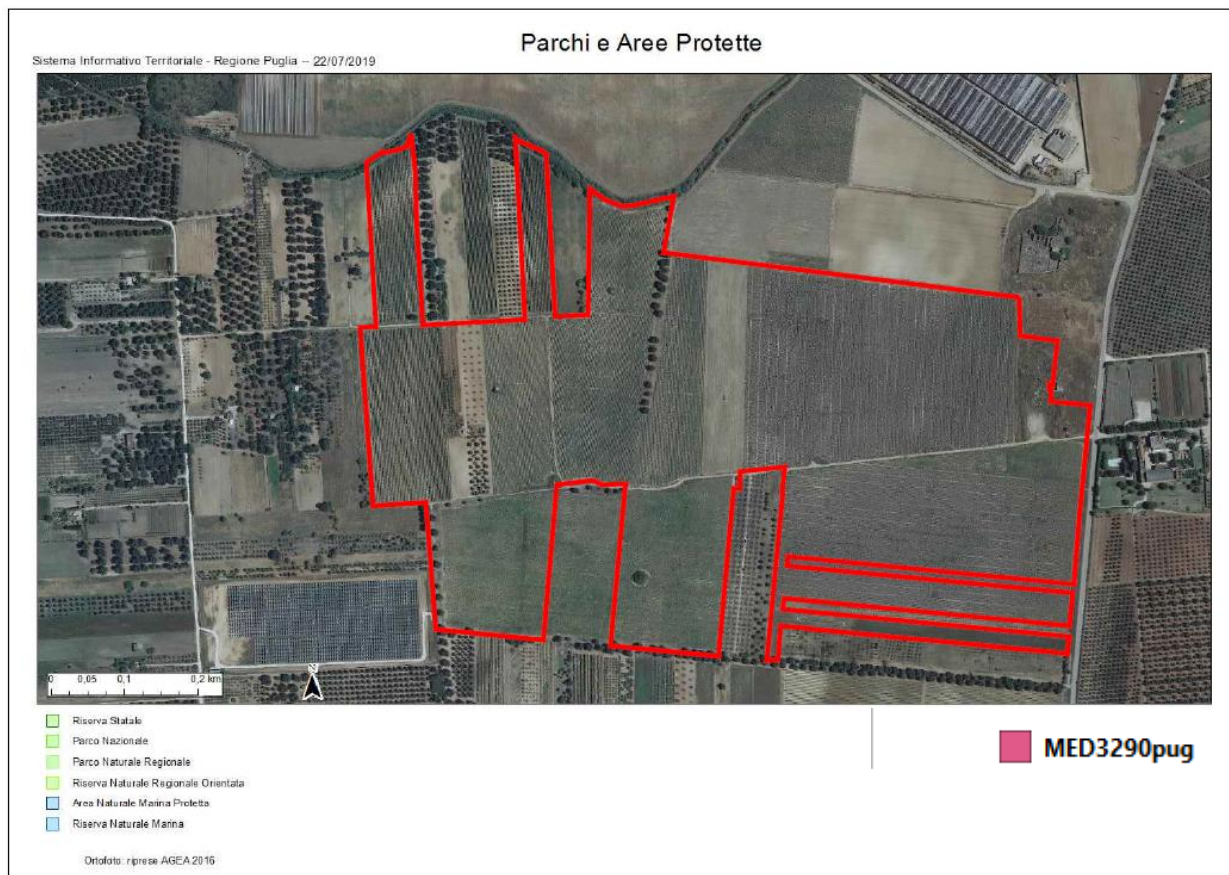 Parchi e Aree Protette
Sistema Informativo Territoriale - Regione Puglia -- 22/07/2019
0 0,05 0,1 0,2 km
N
Riserva Statale
Parco Nazionale
Parco Naturale Regionale
Riserva Naturale Regionale Orientata
Area Naturale Marina Protetta
Riserva Naturale Marina
MED3290pug
Ortofoto: riprese AGEA 2016